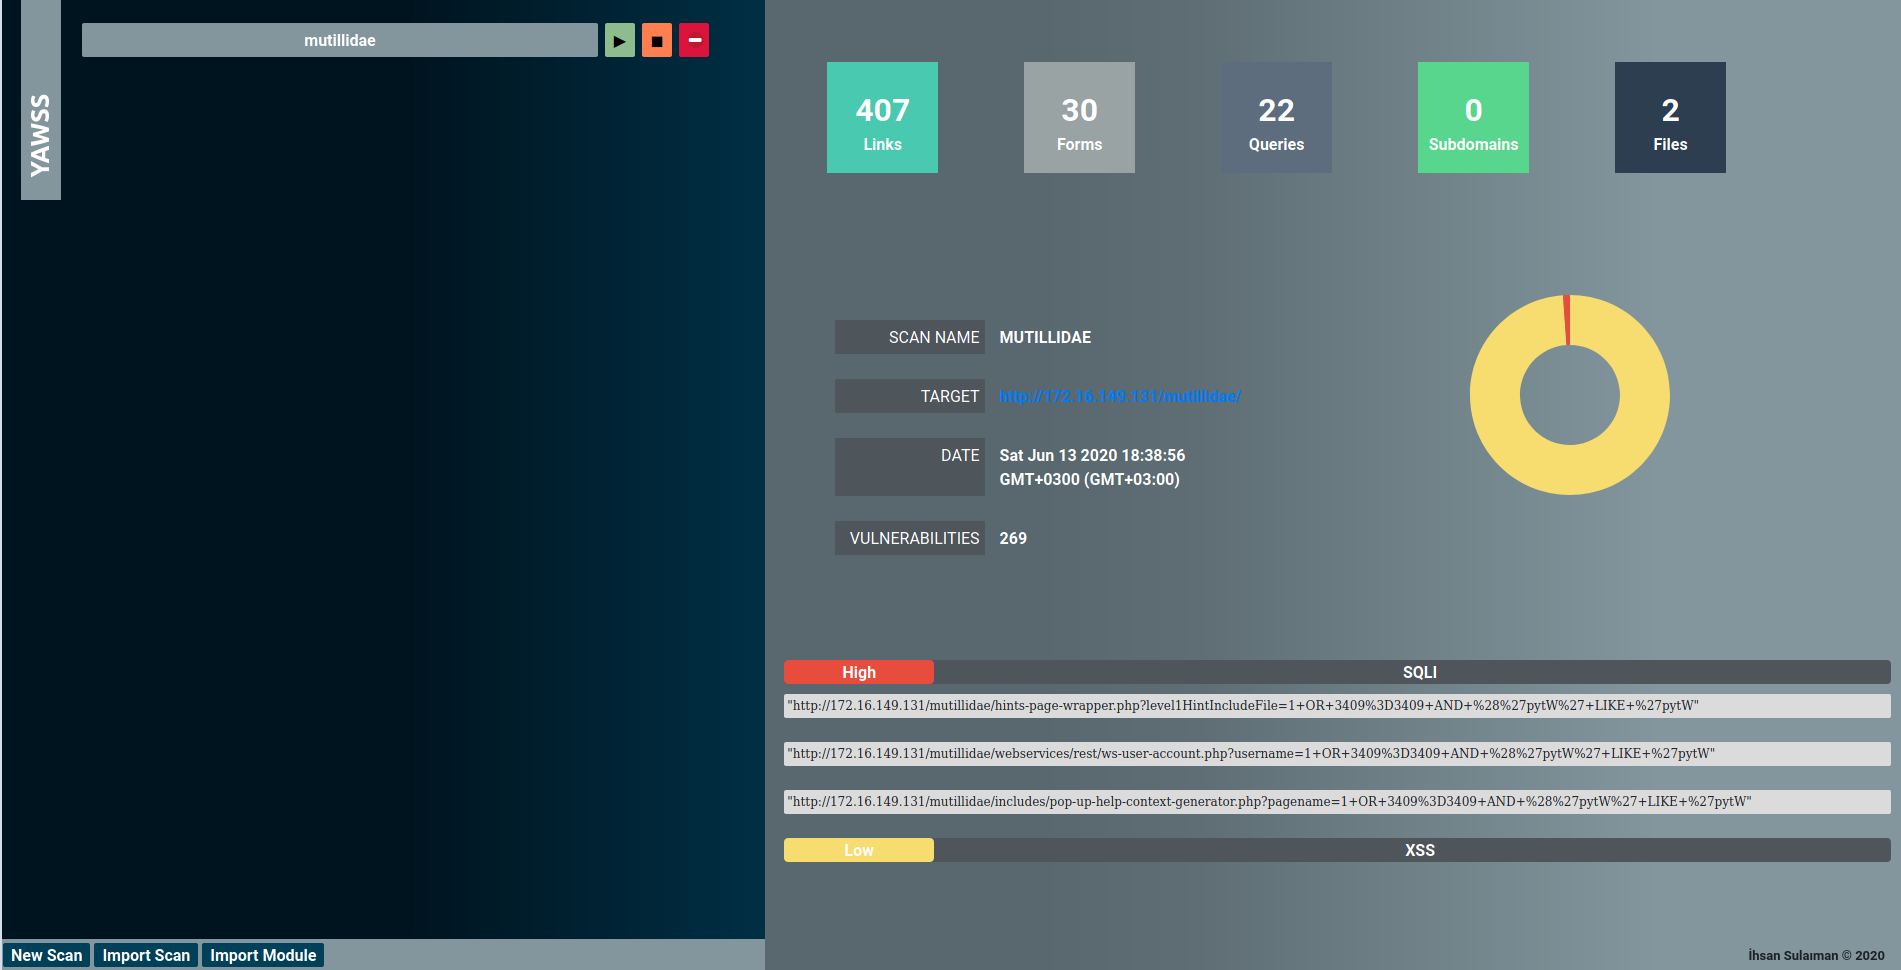 YAWSS
mutillidae
407
Links
30
Forms
22
Queries
0
Subdomains
2
Files
SCAN NAME MUTILLIDAE
TARGET http://172.16.149.131/mutillidae/
DATE Sat Jun 13 2020 18:38:56
GMT+0300 (GMT+03:00)
VULNERABILITIES 269
High SQLI
"http://172.16.149.131/mutillidae/hints-page-wrapper.php?level1HintIncludeFile=1+OR+3409%3D3409+AND+%28%27pytW%27+LIKE+%27pytW"
"http://172.16.149.131/mutillidae/webservices/rest/ws-user-account.php?username=1+OR+3409%3D3409+AND+%28%27pytW%27+LIKE+%27pytW"
"http://172.16.149.131/mutillidae/includes/pop-up-help-context-generator.php?pagename=1+OR+3409%3D3409+AND+%28%27pytW%27+LIKE+%27pytW"
Low XSS
New Scan Import Scan Import Module
İhsan Sulaıman © 2020